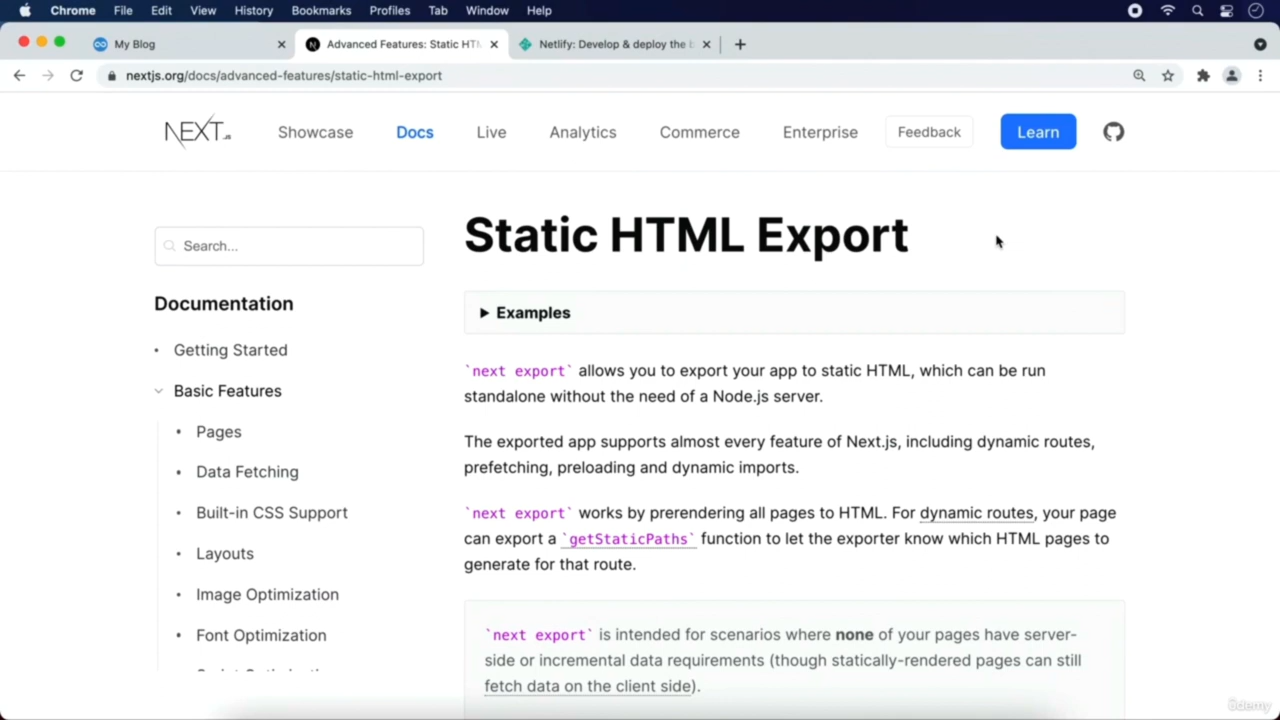 Chrome File Edit View History Bookmarks Profiles Tab Window Help
My Blog
Advanced Features: Static HTM
Netlify: Develop & deploy the b
nextjs.org/docs/advanced-features/static-html-export
NEXT.JS
Showcase
Docs
Live
Analytics
Commerce
Enterprise
Feedback
Learn
Search...
Documentation
• Getting Started
Basic Features
• Pages
• Data Fetching
• Built-in CSS Support
• Layouts
• Image Optimization
• Font Optimization
Static HTML Export
▶ Examples
`next export` allows you to export your app to static HTML, which can be run
standalone without the need of a Node.js server.
The exported app supports almost every feature of Next.js, including dynamic routes,
prefetching, preloading and dynamic imports.
`next export` works by prerendering all pages to HTML. For dynamic routes, your page
can export a `getStaticPaths` function to let the exporter know which HTML pages to
generate for that route.
`next export` is intended for scenarios where none of your pages have server-
side or incremental data requirements (though statically-rendered pages can still
fetch data on the client side).
ûdemy